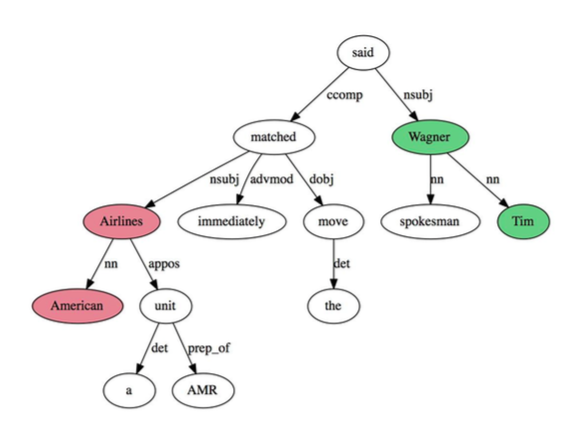 said
ccomp nsubj
matched Wagner
nsubj advmod dobj nn nn
Airlines immediately move spokesman Tim
nn appos det
American unit the
det prep_of
a AMR